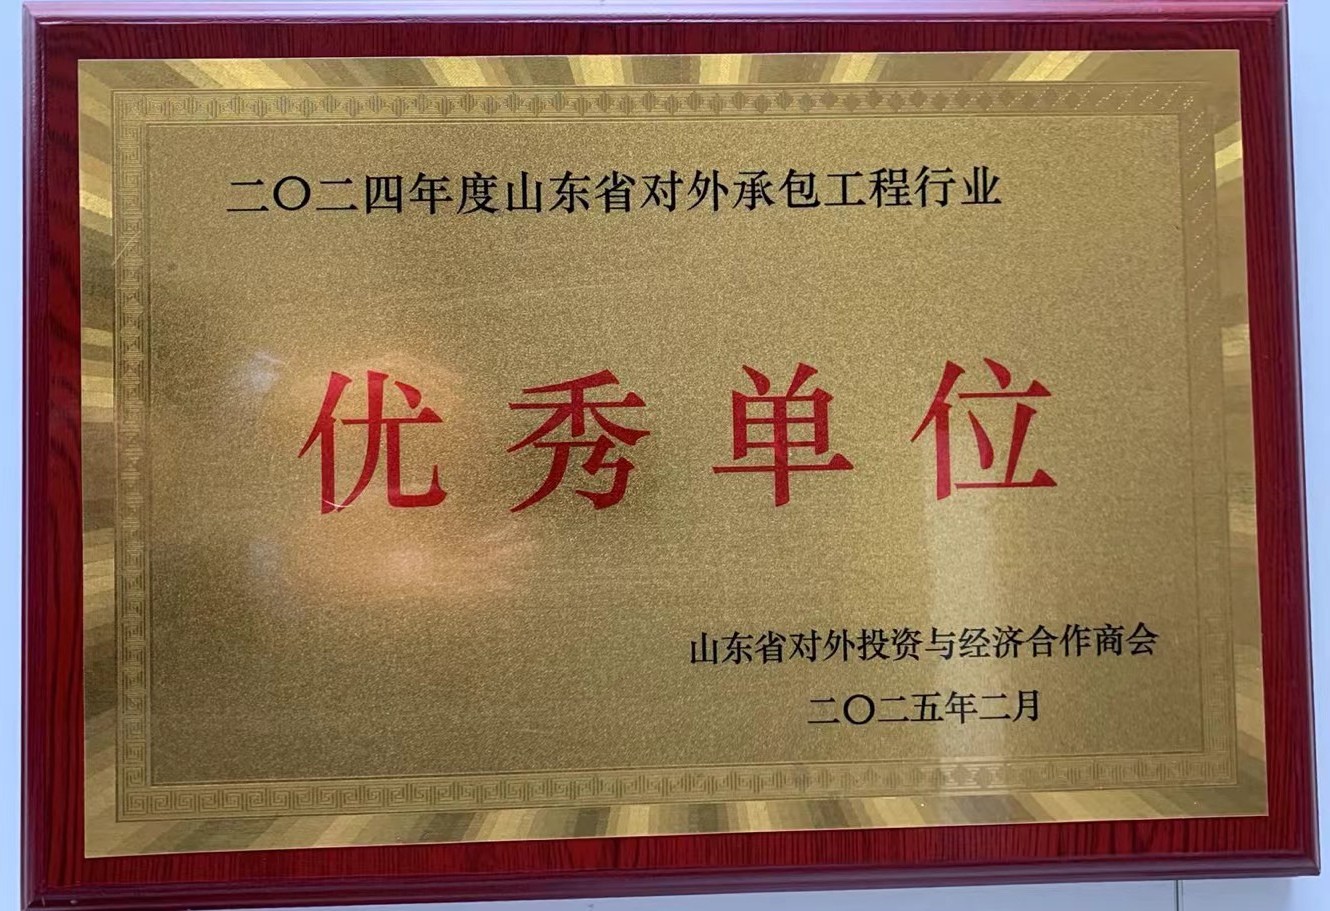 二〇二四年度山东省对外承包工程行业
优秀单位
山东省对外投资与经济合作商会
二〇二五年二月